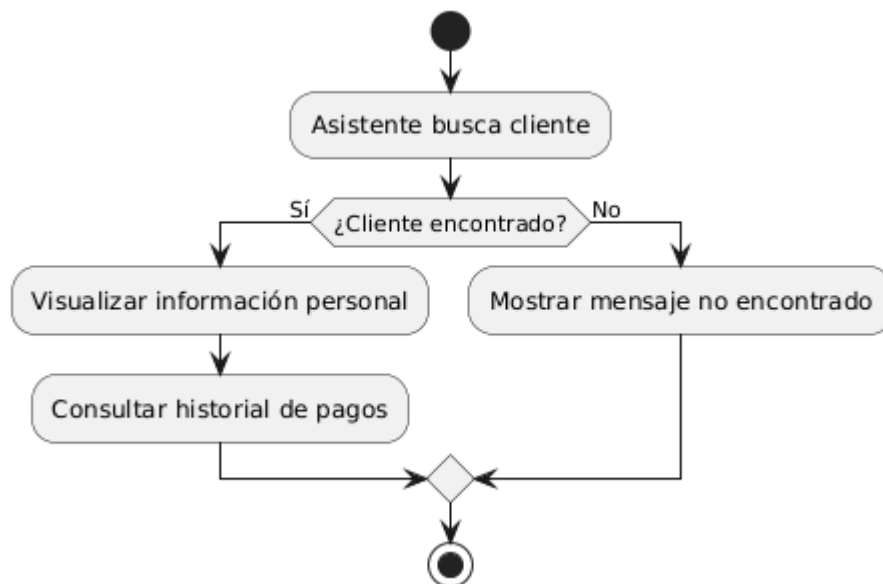 Asistente busca cliente
Sí
¿Cliente encontrado?
No
Visualizar información personal
Mostrar mensaje no encontrado
Consultar historial de pagos